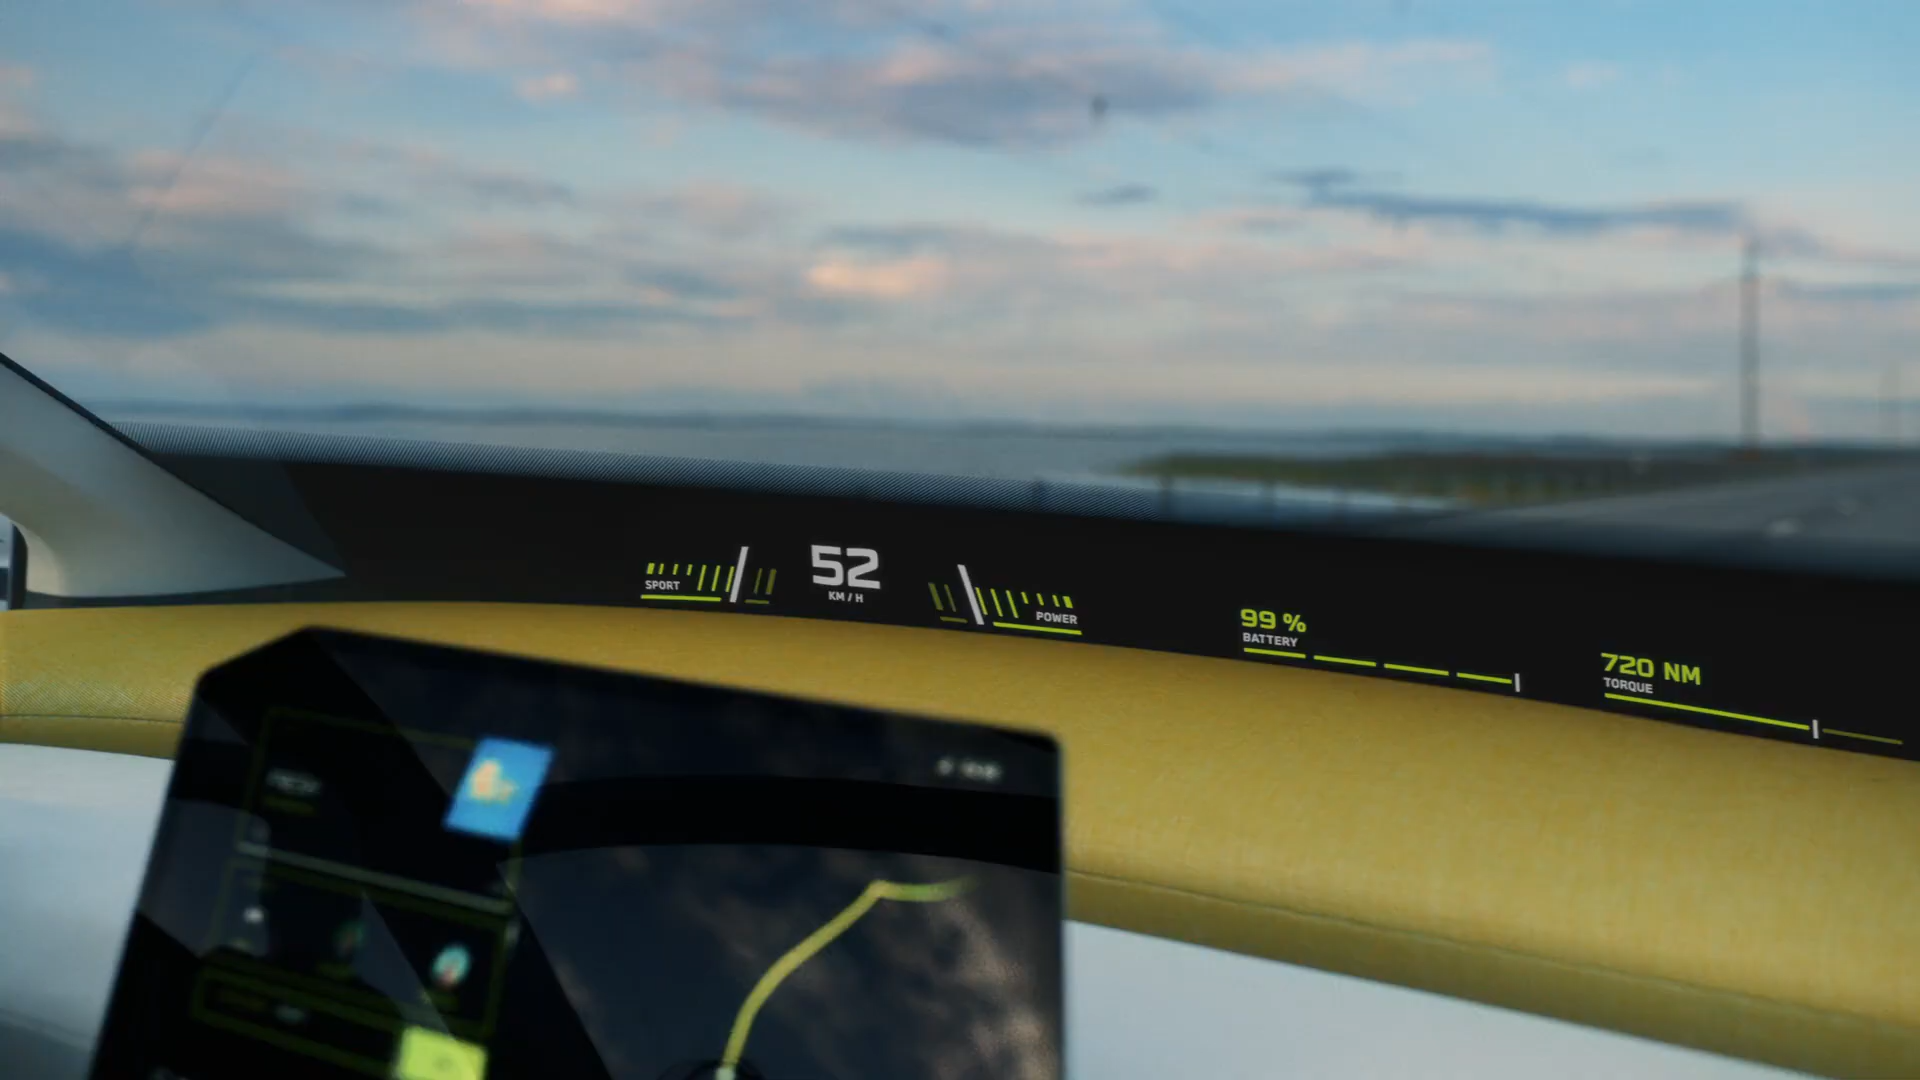 SPORT
52
KM / H
POWER
99 %
BATTERY
720 NM
TORQUE